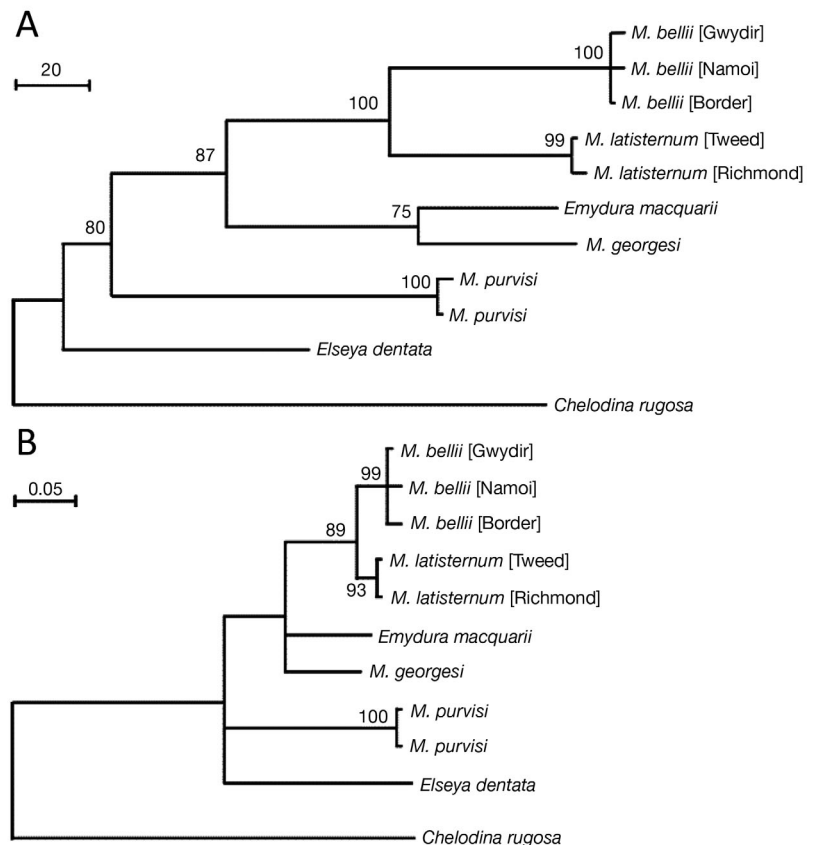 A
20
100
M. bellii [Gwydir]
M. bellii [Namoi]
M. bellii [Border]
100
99
M. latisternum [Tweed]
M. latisternum [Richmond]
87
75
Emydura macquarii
M. georgesi
80
100
M. purvisi
M. purvisi
Elseya dentata
Chelodina rugosa
B
0.05
99
M. bellii [Gwydir]
M. bellii [Namoi]
M. bellii [Border]
89
M. latisternum [Tweed]
93
M. latisternum [Richmond]
Emydura macquarii
M. georgesi
100
M. purvisi
M. purvisi
Elseya dentata
Chelodina rugosa